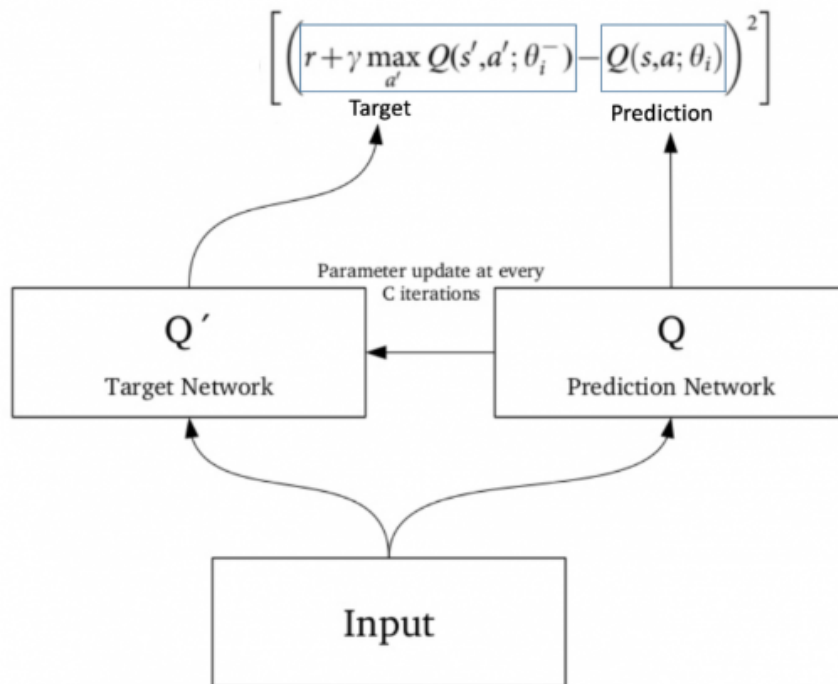 [(r + γ max_{a'} Q(s',a'; θ_i^-) − Q(s,a; θ_i))^2]
Target
Prediction
Parameter update at every
C iterations
Q´
Target Network
Q
Prediction Network
Input